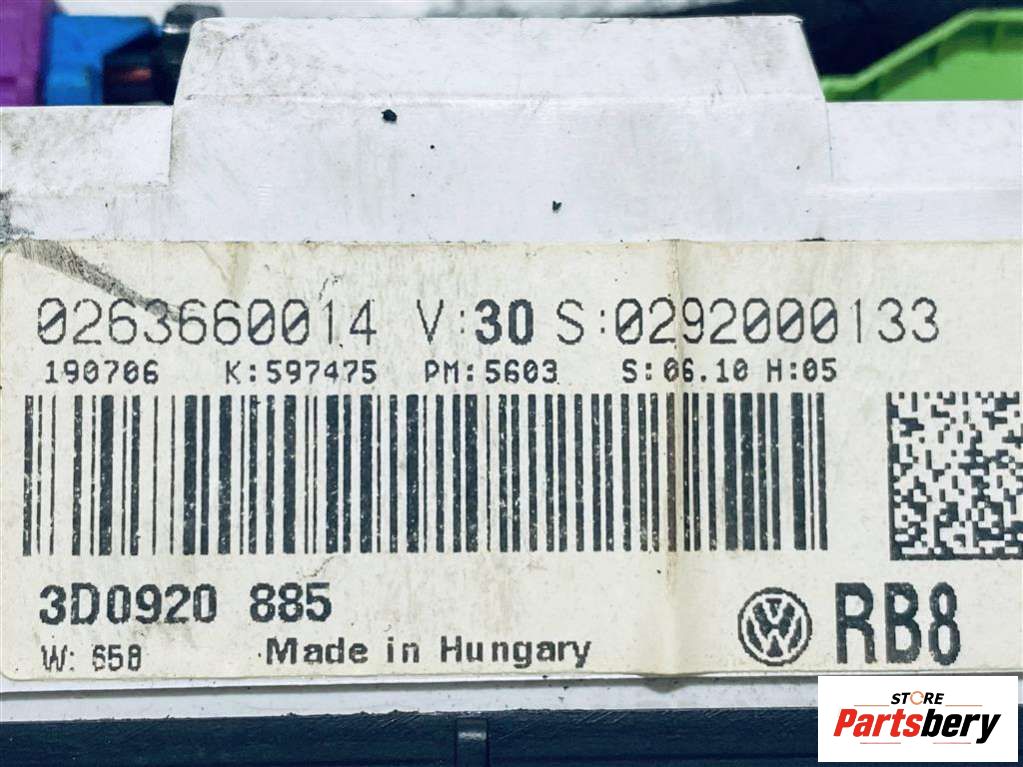 0263660014 V:30 S:0292000133
190706 K:597475 PM:5603 S:06.10 H:05
3D0920 885
W: 658
Made in Hungary
RB8
STORE
Partsbery